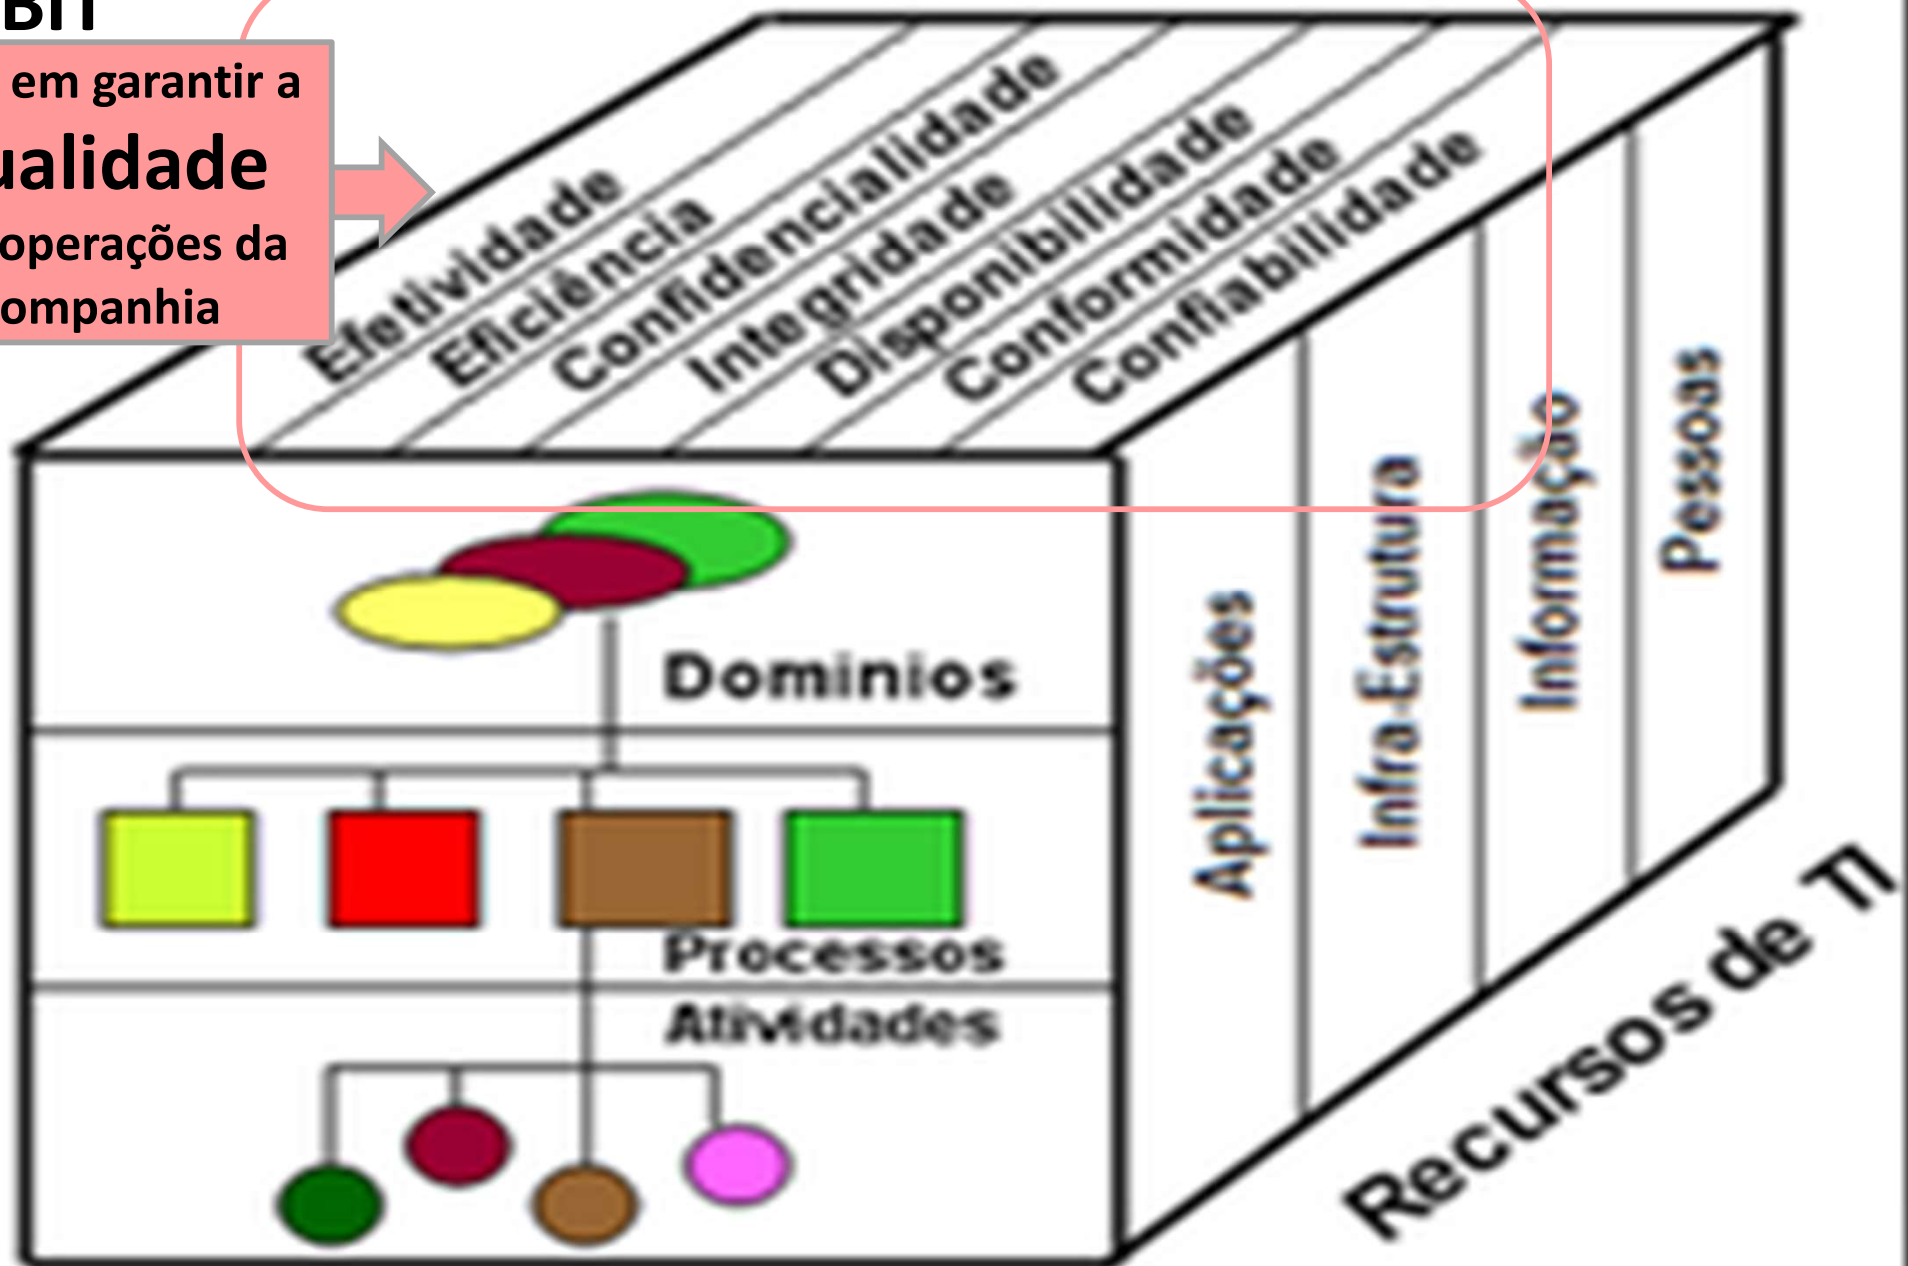 BIT
em garantir a
ualidade
operações da
ompanhia
Efetividade
Eficiência
Confidencialidade
Integridade
Disponibilidade
Conformidade
Confiabilidade
Dominios
Processos
Atividades
Aplicações
Infra-Estrutura
Informação
Pessoas
Recursos de TI